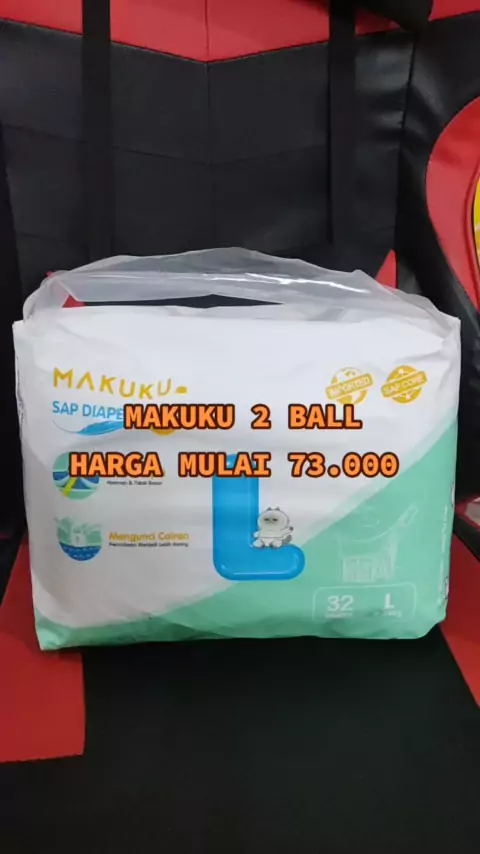 MAKUKU
SAP DIAPE
IMPORTED
SAP CORE
MAKUKU 2 BALL
HARGA MULAI 73.000
L
Mengunci Cairan
32
L